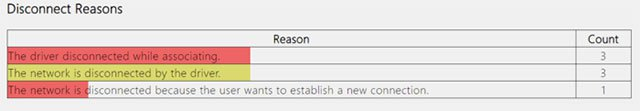 Disconnect Reasons
Reason Count
The driver disconnected while associating. 3
The network is disconnected by the driver. 3
The network is disconnected because the user wants to establish a new connection. 1